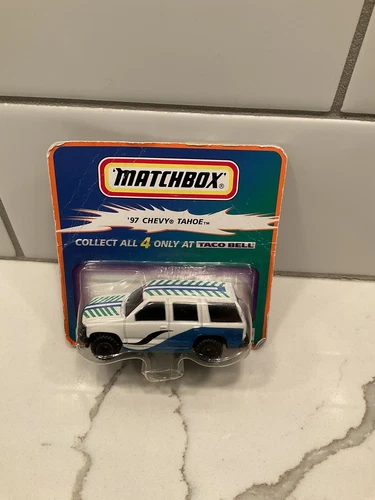 MATCHBOX®
'97 CHEVY® TAHOE™
COLLECT ALL 4 ONLY AT TACO BELL